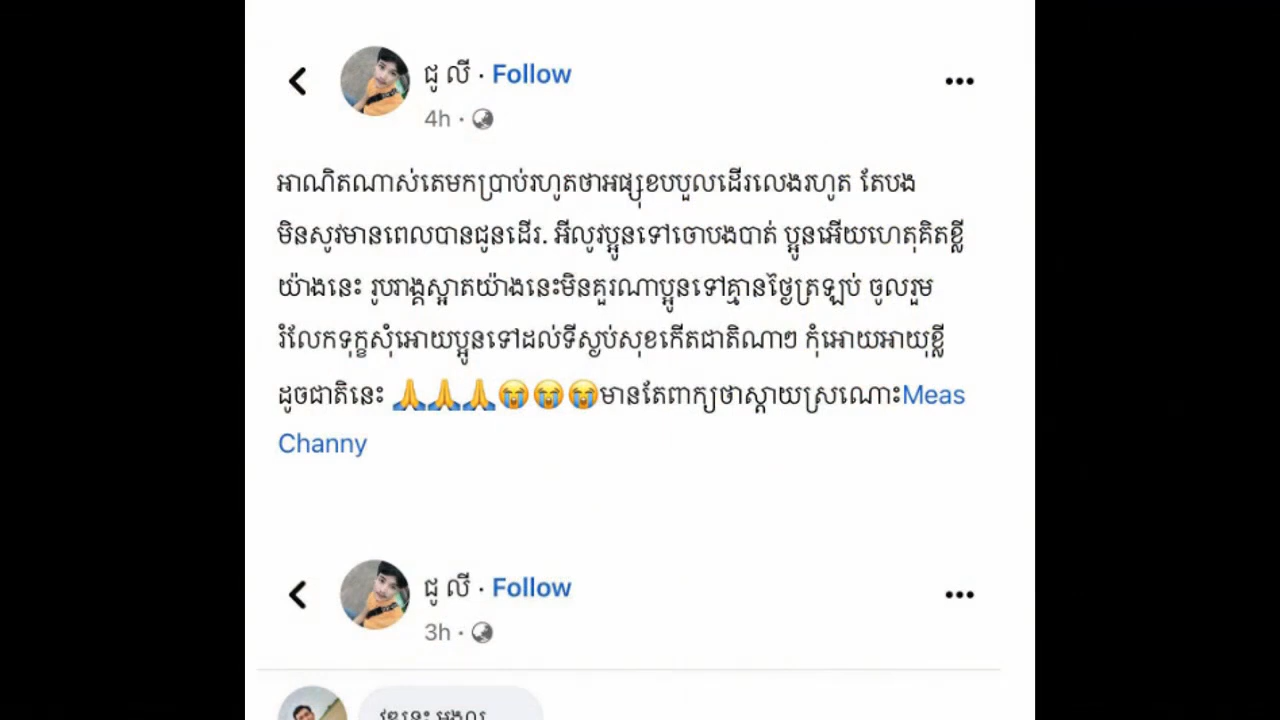 ជូ លី · Follow
4h ·
អាណិតណាស់តេមកប្រាប់រហូតថាអផ្សុខបបួលដើរលេងរហូត តែបង
មិនសូវមានពេលបានជូនដើរ. អីលូវប្អូនទៅចោបងបាត់ ប្អូនអើយហេតុគិតខ្លី
យ៉ាងនេះ រូបរាង្គស្អាតយ៉ាងនេះមិនគួរណាប្អូនទៅគ្មានថ្ងៃត្រឡប់ ចូលរួម
រំលែកទុក្ខសុំអោយប្អូនទៅដល់ទីស្ងប់សុខកើតជាតិណាៗ កុំអោយអាយុខ្លី
ដូចជាតិនេះ 🙏🙏🙏😭😭😭មានតែពាក្យថាស្ដាយស្រណោះMeas
Channy
ជូ លី · Follow
3h ·